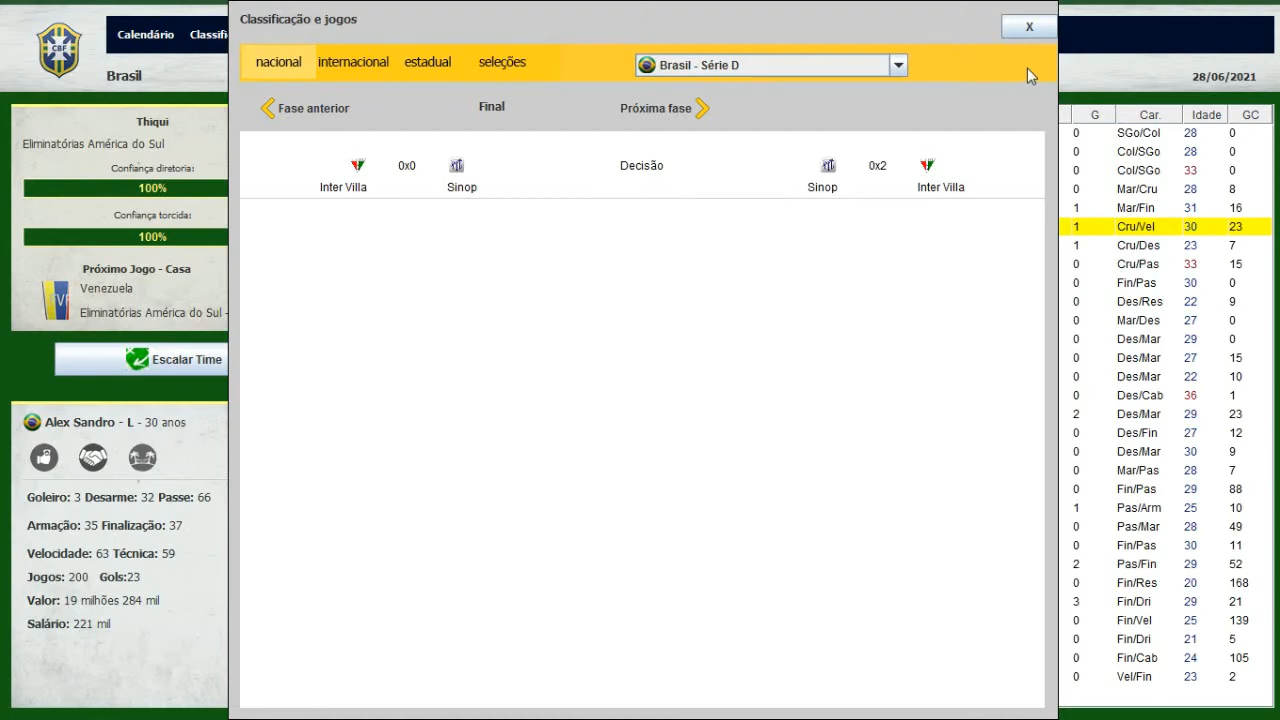 Classificação e jogos
X
CBF
Calendário Classifi
Brasil
28/06/2021
nacional internacional estadual seleções
Brasil - Série D
Fase anterior Final Próxima fase
Inter Villa 0x0 Sinop Decisão Sinop 0x2 Inter Villa
Thiqui
Eliminatórias América do Sul
Confiança diretoria:
100%
Confiança torcida:
100%
Próximo Jogo - Casa
Venezuela
Eliminatórias América do Sul -
Escalar Time
Alex Sandro - L - 30 anos
Goleiro: 3 Desarme: 32 Passe: 66
Armação: 35 Finalização: 37
Velocidade: 63 Técnica: 59
Jogos: 200 Gols:23
Valor: 19 milhões 284 mil
Salário: 221 mil
G Car. Idade GC
0 SGo/Col 28 0
0 Col/SGo 28 0
0 Col/SGo 33 0
0 Mar/Cru 28 8
1 Mar/Fin 31 16
1 Cru/Vel 30 23
1 Cru/Des 23 7
0 Cru/Pas 33 15
0 Fin/Pas 30 0
0 Des/Res 22 9
0 Mar/Des 27 0
0 Des/Mar 29 0
0 Des/Mar 27 15
0 Des/Mar 22 10
0 Des/Cab 36 1
2 Des/Mar 29 23
0 Des/Fin 27 12
0 Des/Mar 30 9
0 Mar/Pas 28 7
0 Fin/Pas 29 88
1 Pas/Arm 25 10
0 Pas/Mar 28 49
0 Fin/Pas 30 11
2 Pas/Fin 29 52
0 Fin/Res 20 168
3 Fin/Dri 29 21
0 Fin/Vel 25 139
0 Fin/Dri 21 5
0 Fin/Cab 24 105
0 Vel/Fin 23 2